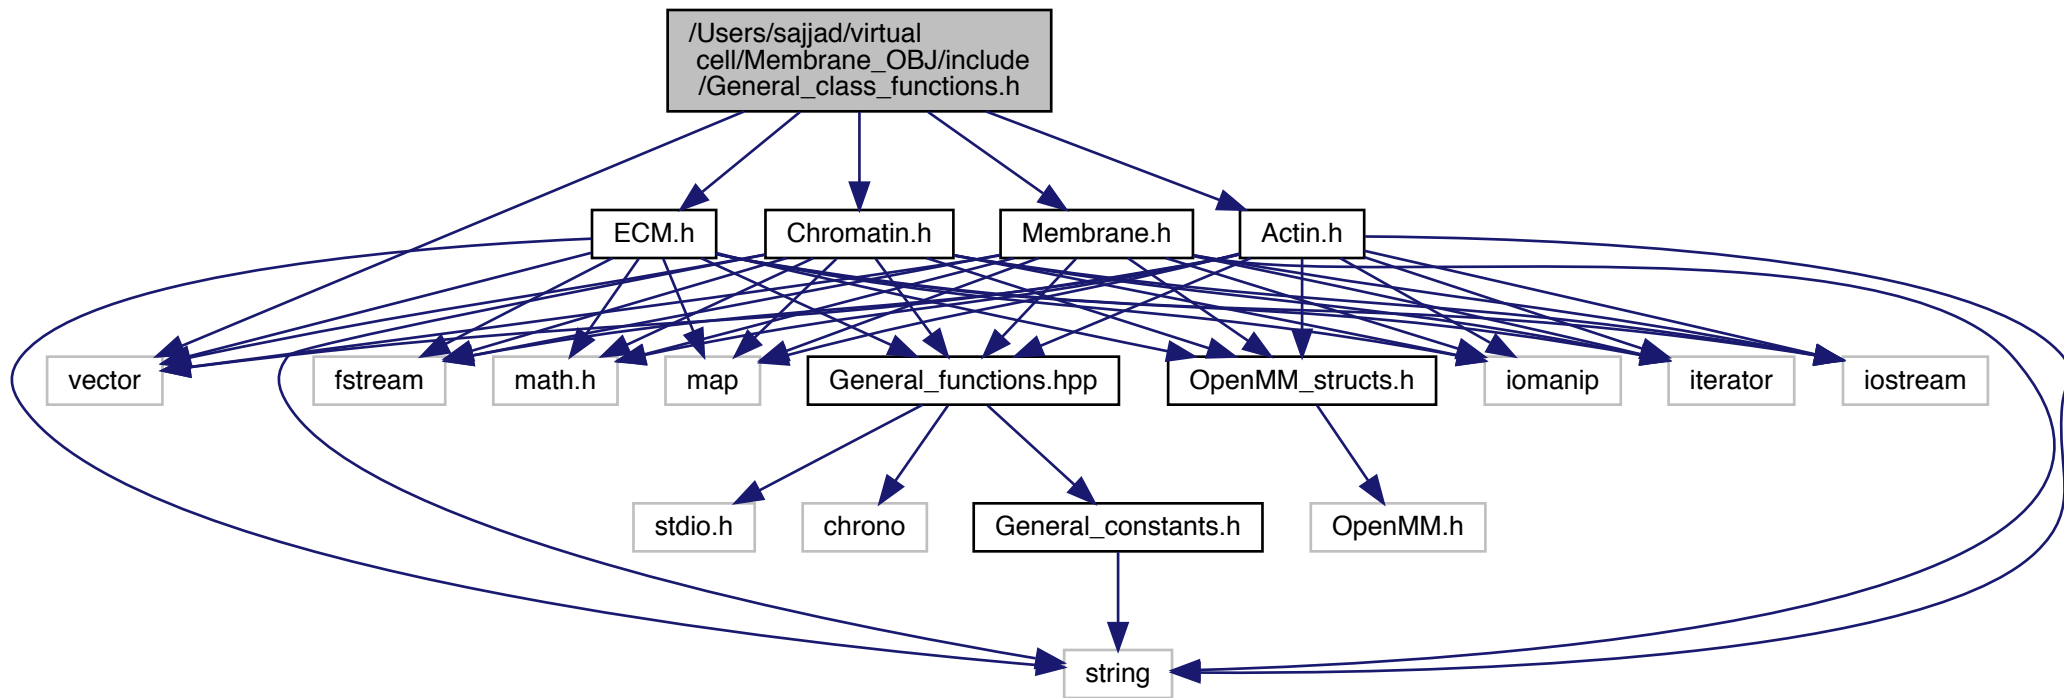 /Users/sajjad/virtual
cell/Membrane_OBJ/include
/General_class_functions.h
ECM.h
Chromatin.h
Membrane.h
Actin.h
vector
fstream
math.h
map
General_functions.hpp
OpenMM_structs.h
iomanip
iterator
iostream
stdio.h
chrono
General_constants.h
OpenMM.h
string